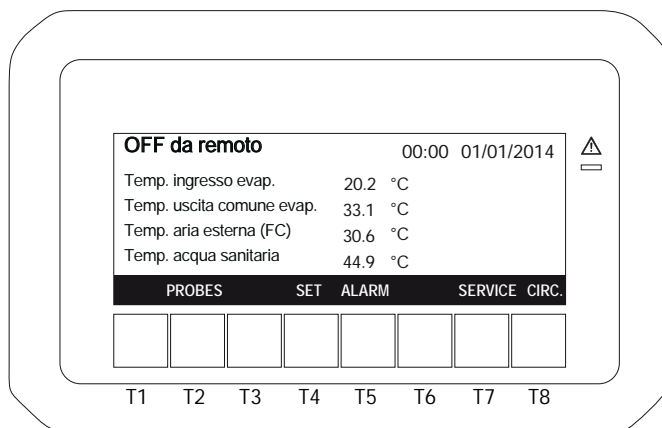 OFF da remoto 00:00 01/01/2014
Temp. ingresso evap. 20.2 °C
Temp. uscita comune evap. 33.1 °C
Temp. aria esterna (FC) 30.6 °C
Temp. acqua sanitaria 44.9 °C
PROBES SET ALARM SERVICE CIRC.
T1 T2 T3 T4 T5 T6 T7 T8